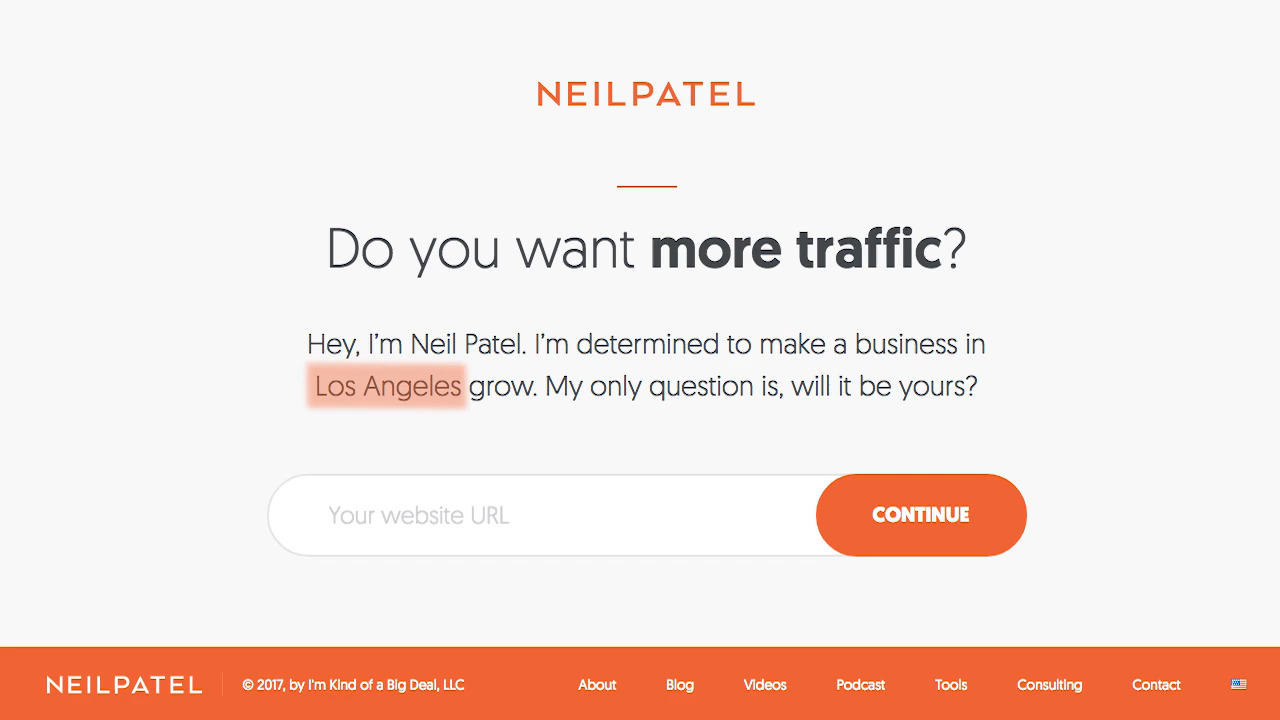 NEILPATEL
Do you want more traffic?
Hey, I'm Neil Patel. I'm determined to make a business in
Los Angeles grow. My only question is, will it be yours?
Your website URL
CONTINUE
NEILPATEL
© 2017, by I'm Kind of a Big Deal, LLC
About
Blog
Videos
Podcast
Tools
Consulting
Contact